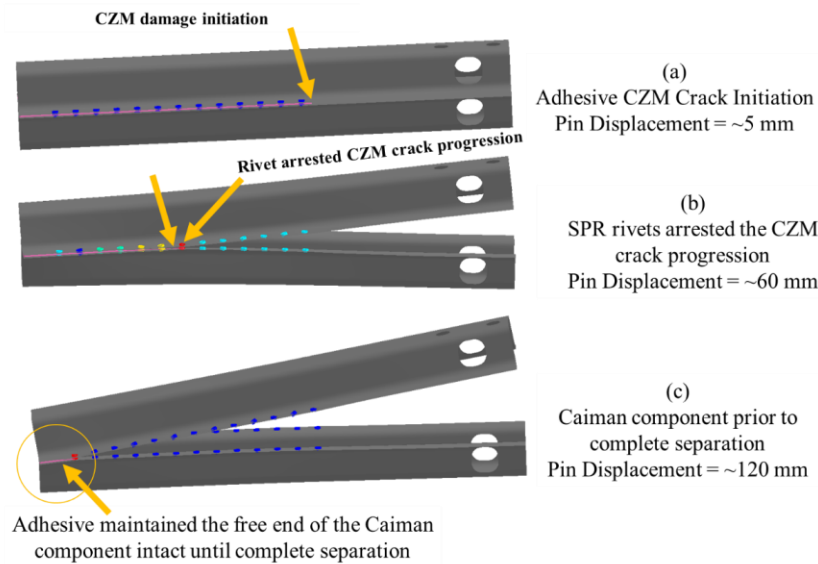 CZM damage initiation
(a)
Adhesive CZM Crack Initiation
Pin Displacement = ~5 mm
Rivet arrested CZM crack progression
(b)
SPR rivets arrested the CZM
crack progression
Pin Displacement = ~60 mm
(c)
Caiman component prior to
complete separation
Pin Displacement = ~120 mm
Adhesive maintained the free end of the Caiman
component intact until complete separation